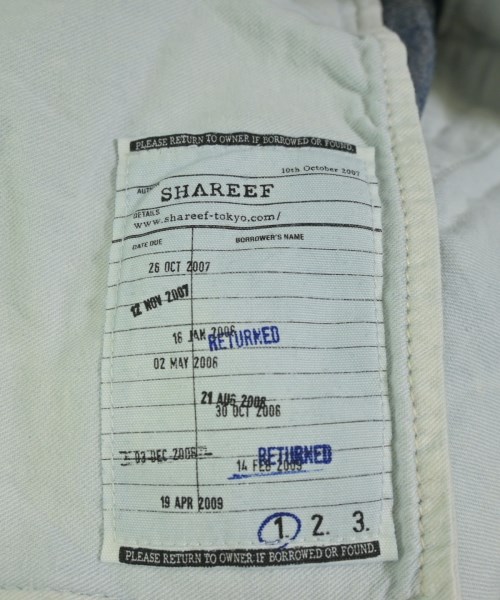 PLEASE RETURN TO OWNER IF BORROWED OR FOUND.
10th October 2007
SHAREEF
DETAILS
www.shareef-tokyo.com/
DATE DUE BORROWER'S NAME
26 OCT 2007
12 NOV 2007
16 JAN 2006
RETURNED
02 MAY 2006
21 AUG 2006
30 OCT 2006
03 DEC 2006
RETURNED
14 FEB 2009
19 APR 2009
1. 2. 3.
PLEASE RETURN TO OWNER IF BORROWED OR FOUND.